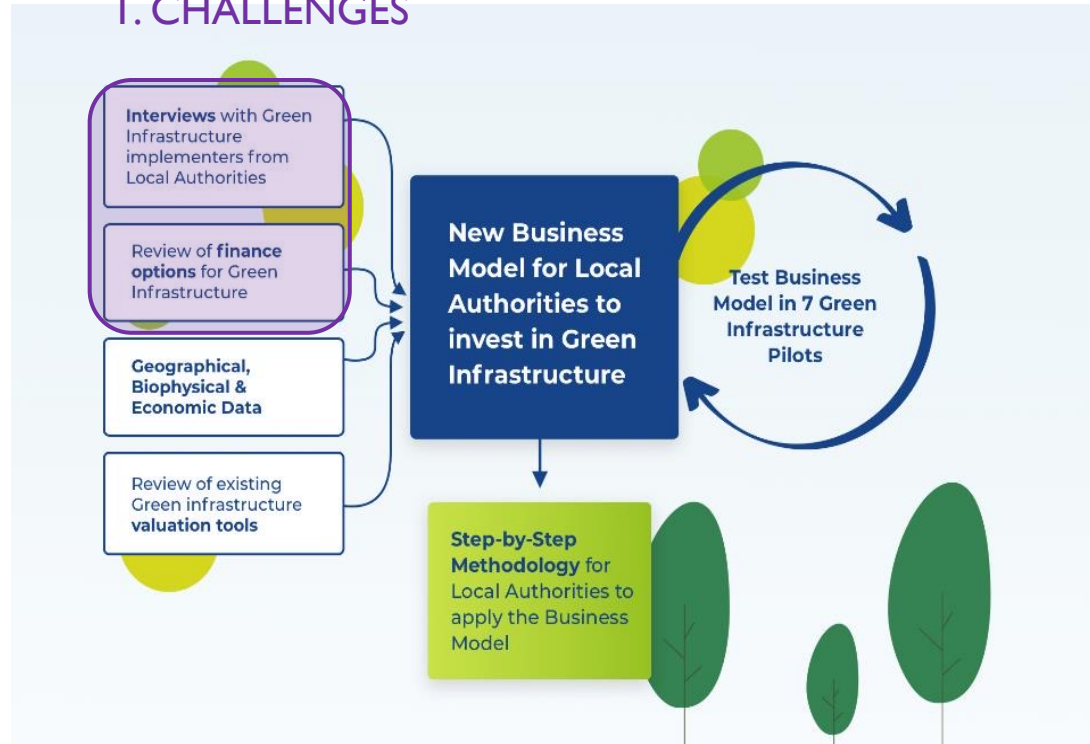 1. CHALLENGES
Interviews with Green
Infrastructure
implementers from
Local Authorities
Review of finance
options for Green
Infrastructure
Geographical,
Biophysical &
Economic Data
Review of existing
Green infrastructure
valuation tools
New Business
Model for Local
Authorities to
invest in Green
Infrastructure
Test Business
Model in 7 Green
Infrastructure
Pilots
Step-by-Step
Methodology for
Local Authorities to
apply the Business
Model